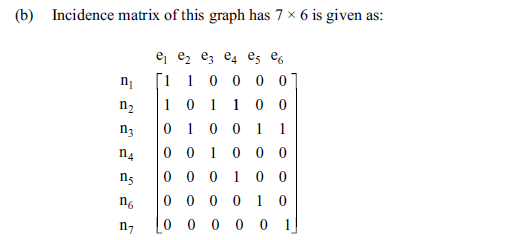 (b) Incidence matrix of this graph has 7 × 6 is given as:
e₁ e₂ e₃ e₄ e₅ e₆
n₁ [1 1 0 0 0 0]
n₂ 1 0 1 1 0 0
n₃ 0 1 0 0 1 1
n₄ 0 0 1 0 0 0
n₅ 0 0 0 1 0 0
n₆ 0 0 0 0 1 0
n₇ [0 0 0 0 0 1]